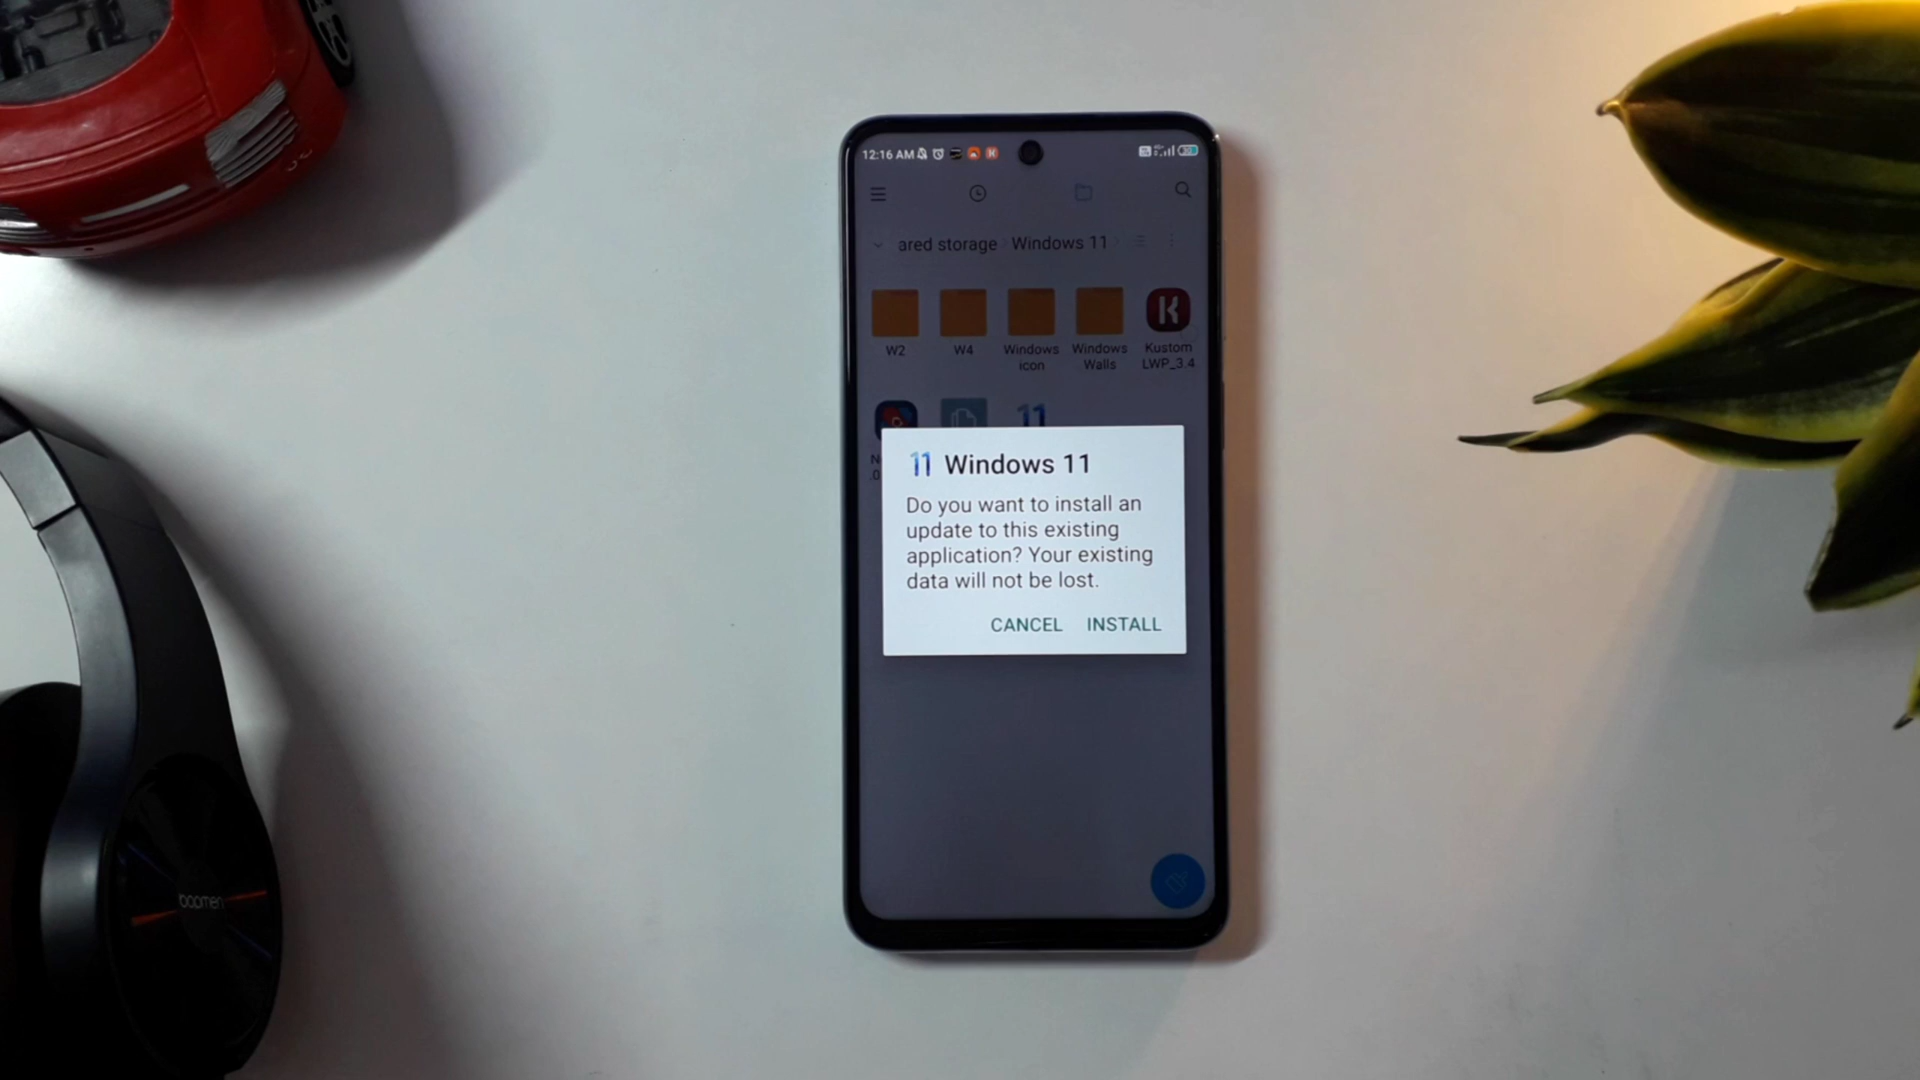 12:16 AM
ared storage
Windows 11
W2
W4
Windows
icon
Windows
Walls
Kustom
LWP_3.4
11
11 Windows 11
Do you want to install an
update to this existing
application? Your existing
data will not be lost.
CANCEL INSTALL